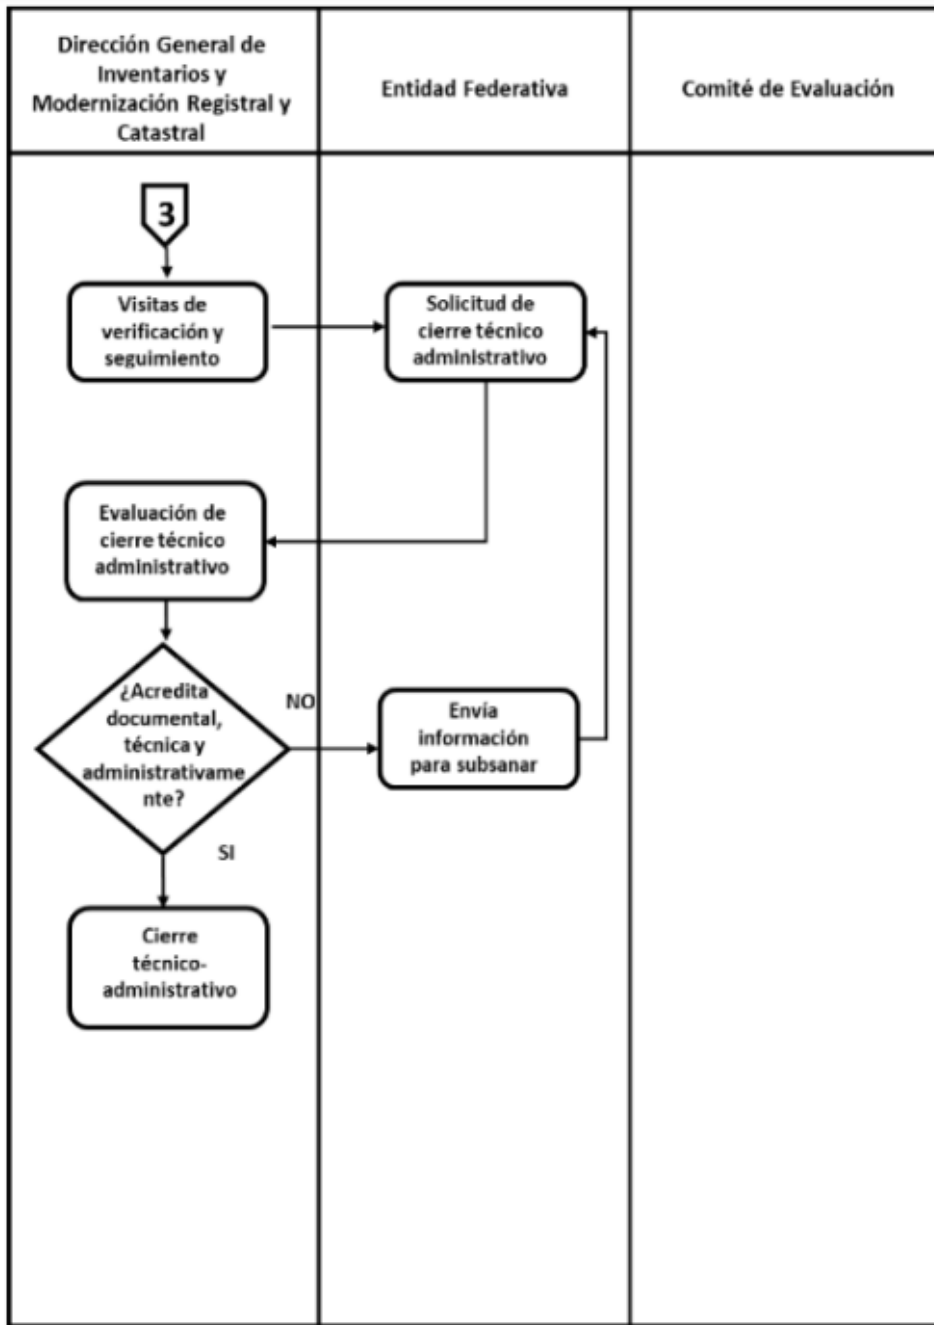 Dirección General de
Inventarios y
Modernización Registral y
Catastral
Entidad Federativa
Comité de Evaluación
3
Visitas de
verificación y
seguimiento
Solicitud de
cierre técnico
administrativo
Evaluación de
cierre técnico
administrativo
¿Acredita
documental,
técnica y
administrativame
nte?
NO
Envía
información
para subsanar
SI
Cierre
técnico-
administrativo